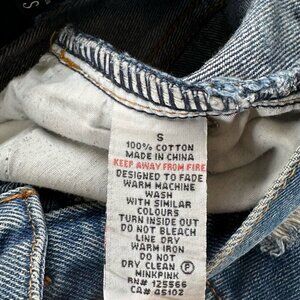 S
100% COTTON
MADE IN CHINA
KEEP AWAY FROM FIRE
DESIGNED TO FADE
WARM MACHINE
WASH
WITH SIMILAR
COLOURS
TURN INSIDE OUT
DO NOT BLEACH
LINE DRY
WARM IRON
DO NOT
DRY CLEAN P
MINKPINK
RN# 125566
CA# 45102